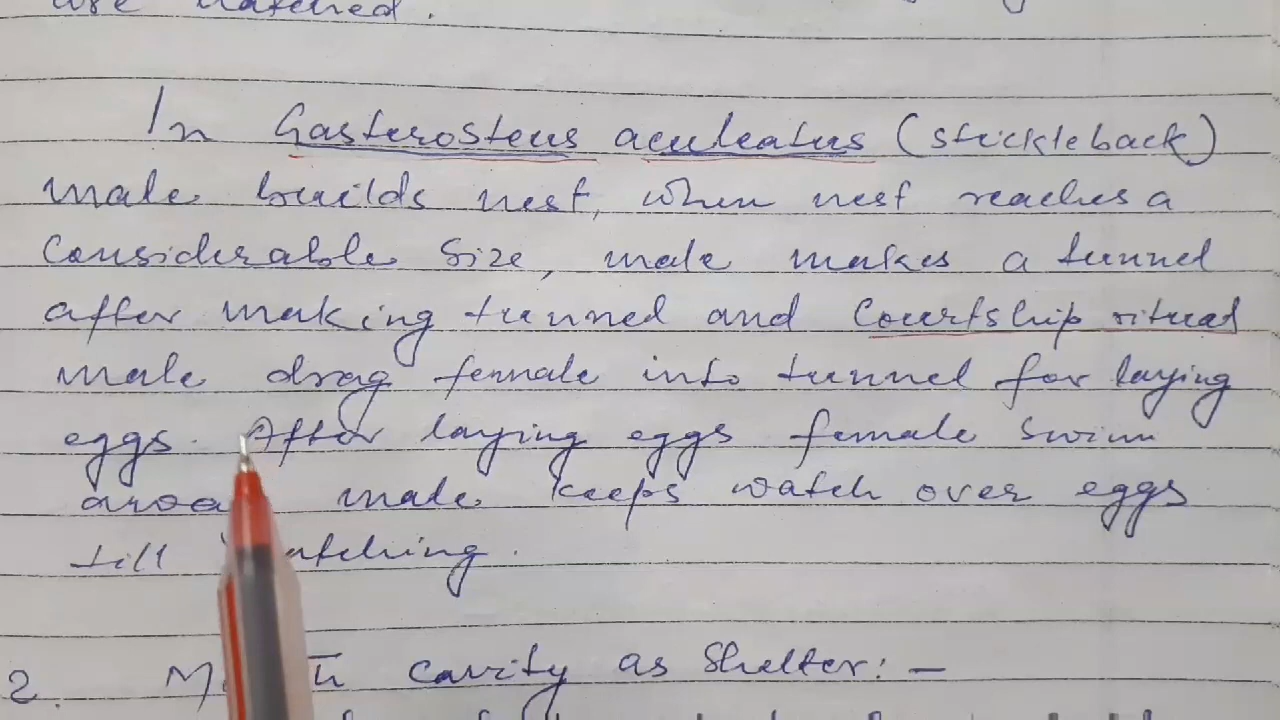 hatched.
In Gasterosteus aculeatus (stickleback)
male builds nest, when nest reaches a
Considerable Size, male makes a tunnel
after making tunnel and Courtship ritual
male drag female into tunnel for laying
eggs. After laying eggs female swim
male keeps watch over eggs
till
2. cavity as Shelter:-